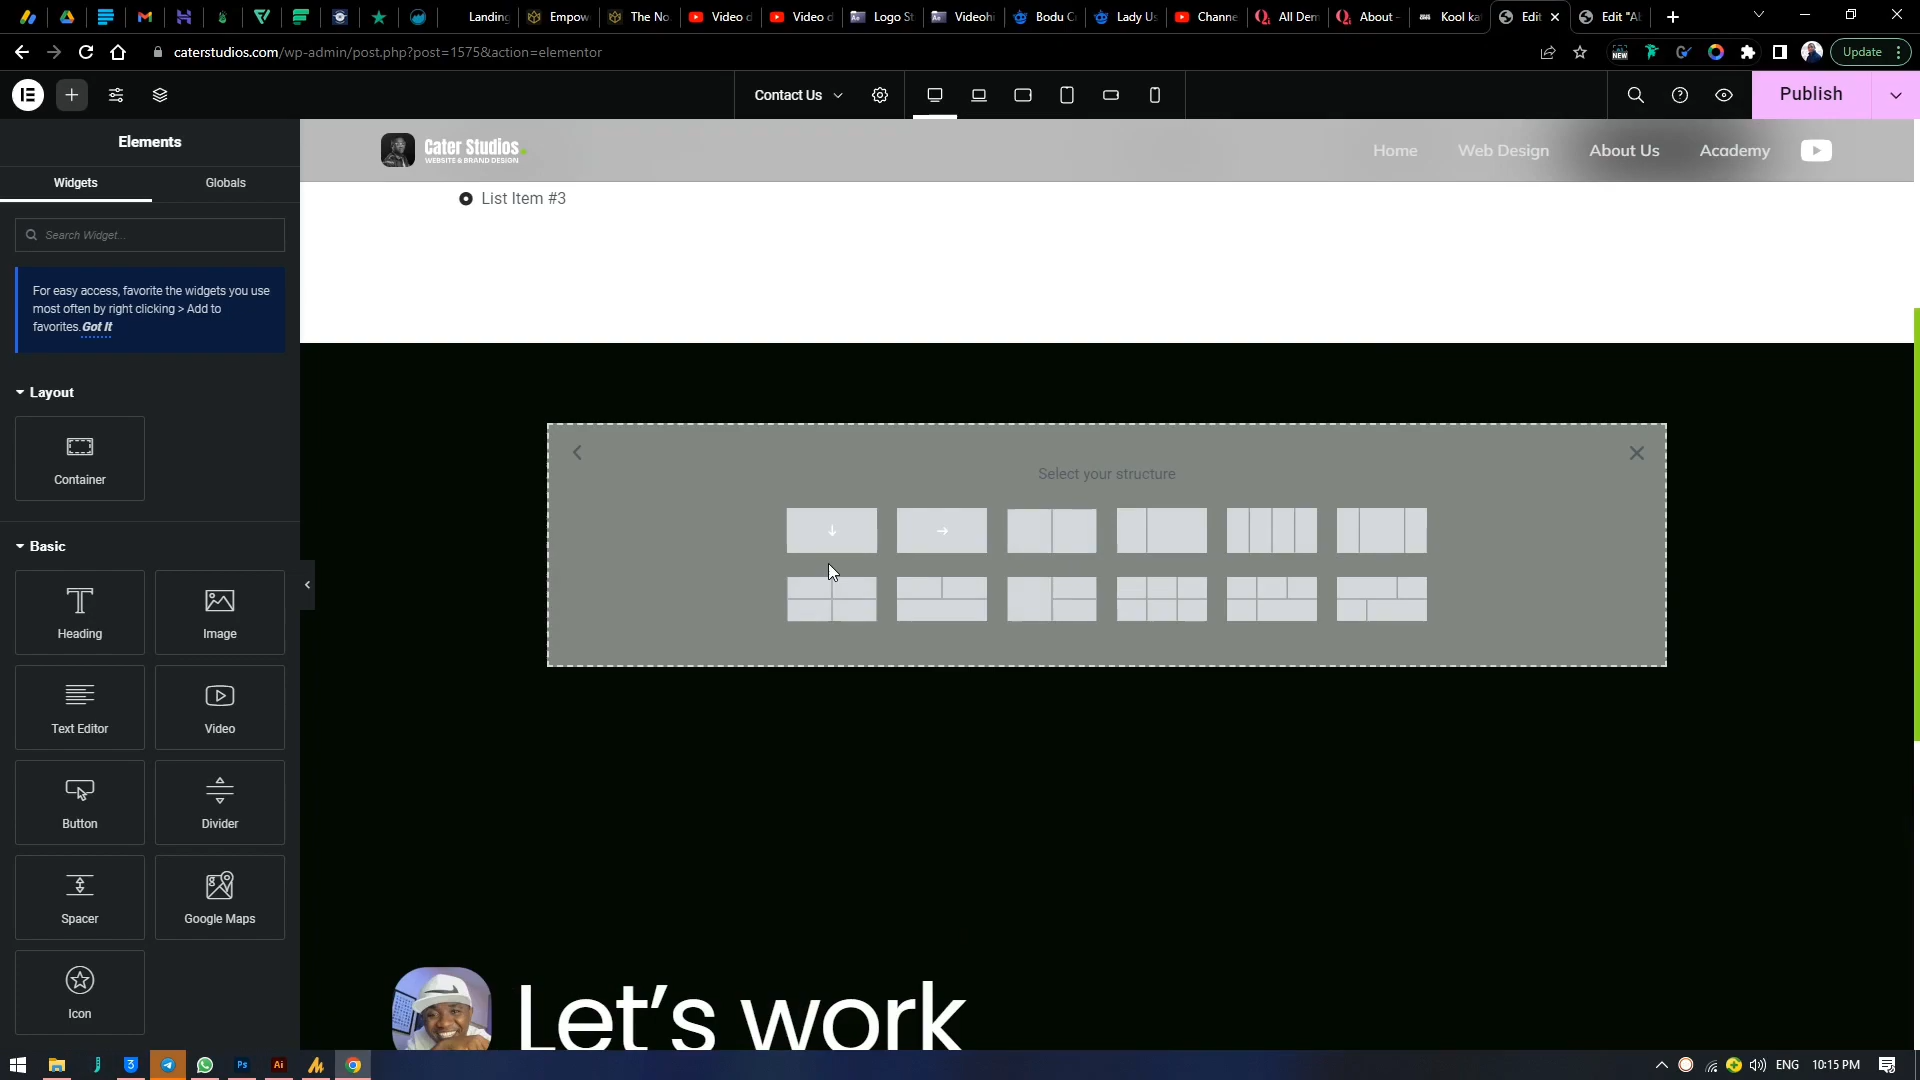 Landing
Empow
The No
Video d
Video d
Logo St
Videohi
Bodu C
Lady Us
Channe
All Dem
About -
Kool ka
Edit
Edit "Al
caterstudios.com/wp-admin/post.php?post=1575&action=elementor
NEW
Update
Contact Us
Publish
Elements
Widgets
Globals
Search Widget...
For easy access, favorite the widgets you use
most often by right clicking > Add to
favorites. Got It
Layout
Container
Basic
Heading
Image
Text Editor
Video
Button
Divider
Spacer
Google Maps
Icon
Cater Studios
WEBSITE & BRAND DESIGN
Home
Web Design
About Us
Academy
List Item #3
Select your structure
Let's work
Ps
Ai
ENG
10:15 PM